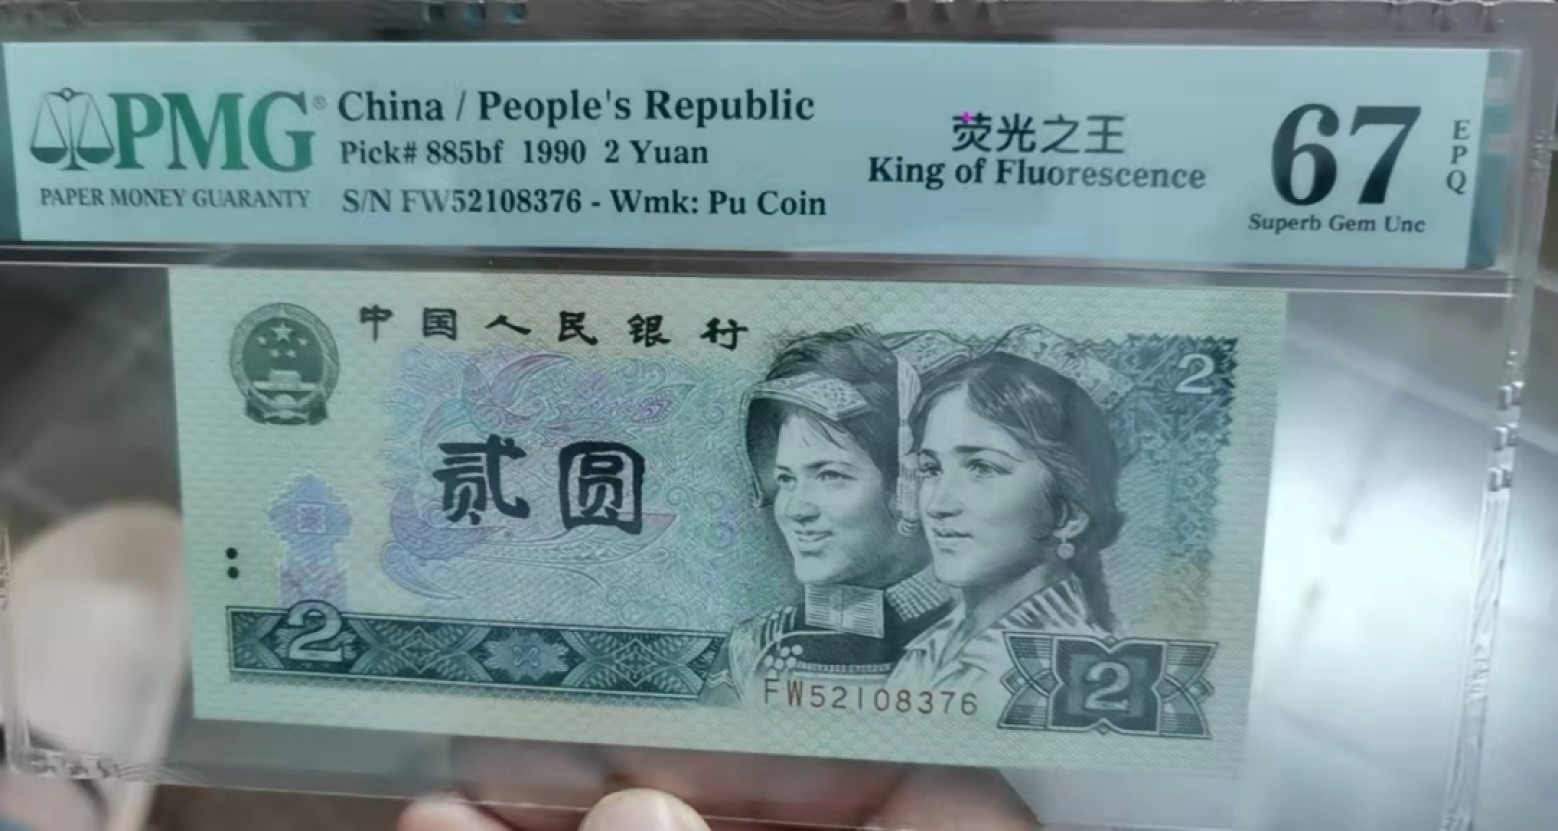 PMG®
PAPER MONEY GUARANTY
China / People's Republic
Pick# 885bf 1990 2 Yuan
S/N FW52108376 - Wmk: Pu Coin
荧光之王
King of Fluorescence
67
EPQ
Superb Gem Unc
中国人民银行
2
贰圆
2
FW52108376
2